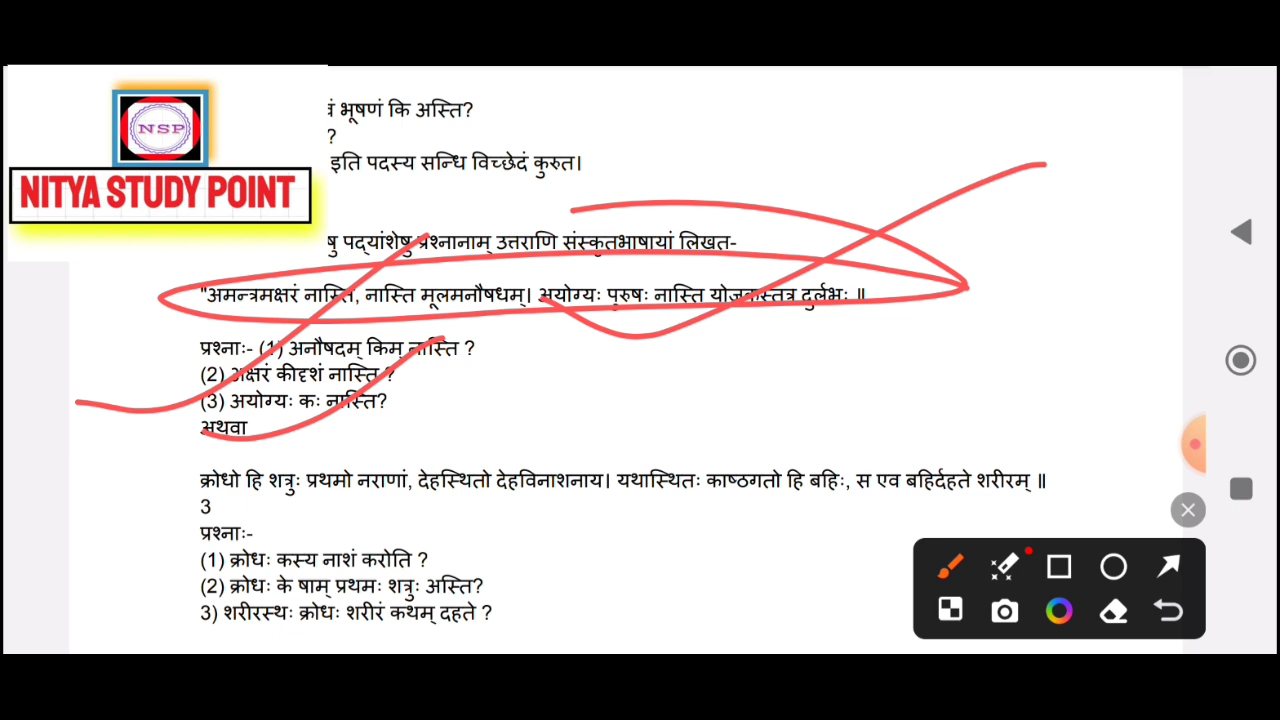 भूषणं कि अस्ति?
?
NSP
इति पदस्य सन्धि विच्छेदं कुरुत।
NITYA STUDY POINT
पद्यांशेषु प्रश्नानाम् उत्तराणि संस्कृतभाषायां लिखत-
"अमन्त्रमक्षरं नास्ति, नास्ति मूलमनौषधम्। अयोग्यः पुरुषः नास्ति योजकस्तत्र दुर्लभः ॥
प्रश्नाः- (1) अनौषदम् किम् नास्ति ?
(2) अक्षरं कीदृशं नास्ति ?
(3) अयोग्यः कः नास्ति?
अथवा
क्रोधो हि शत्रुः प्रथमो नराणां, देहस्थितो देहविनाशनाय। यथास्थितः काष्ठगतो हि बहिः, स एव बहिर्दहते शरीरम् ॥
3
प्रश्नाः-
(1) क्रोधः कस्य नाशं करोति ?
(2) क्रोधः के षाम् प्रथमः शत्रुः अस्ति?
3) शरीरस्थः क्रोधः शरीरं कथम् दहते ?